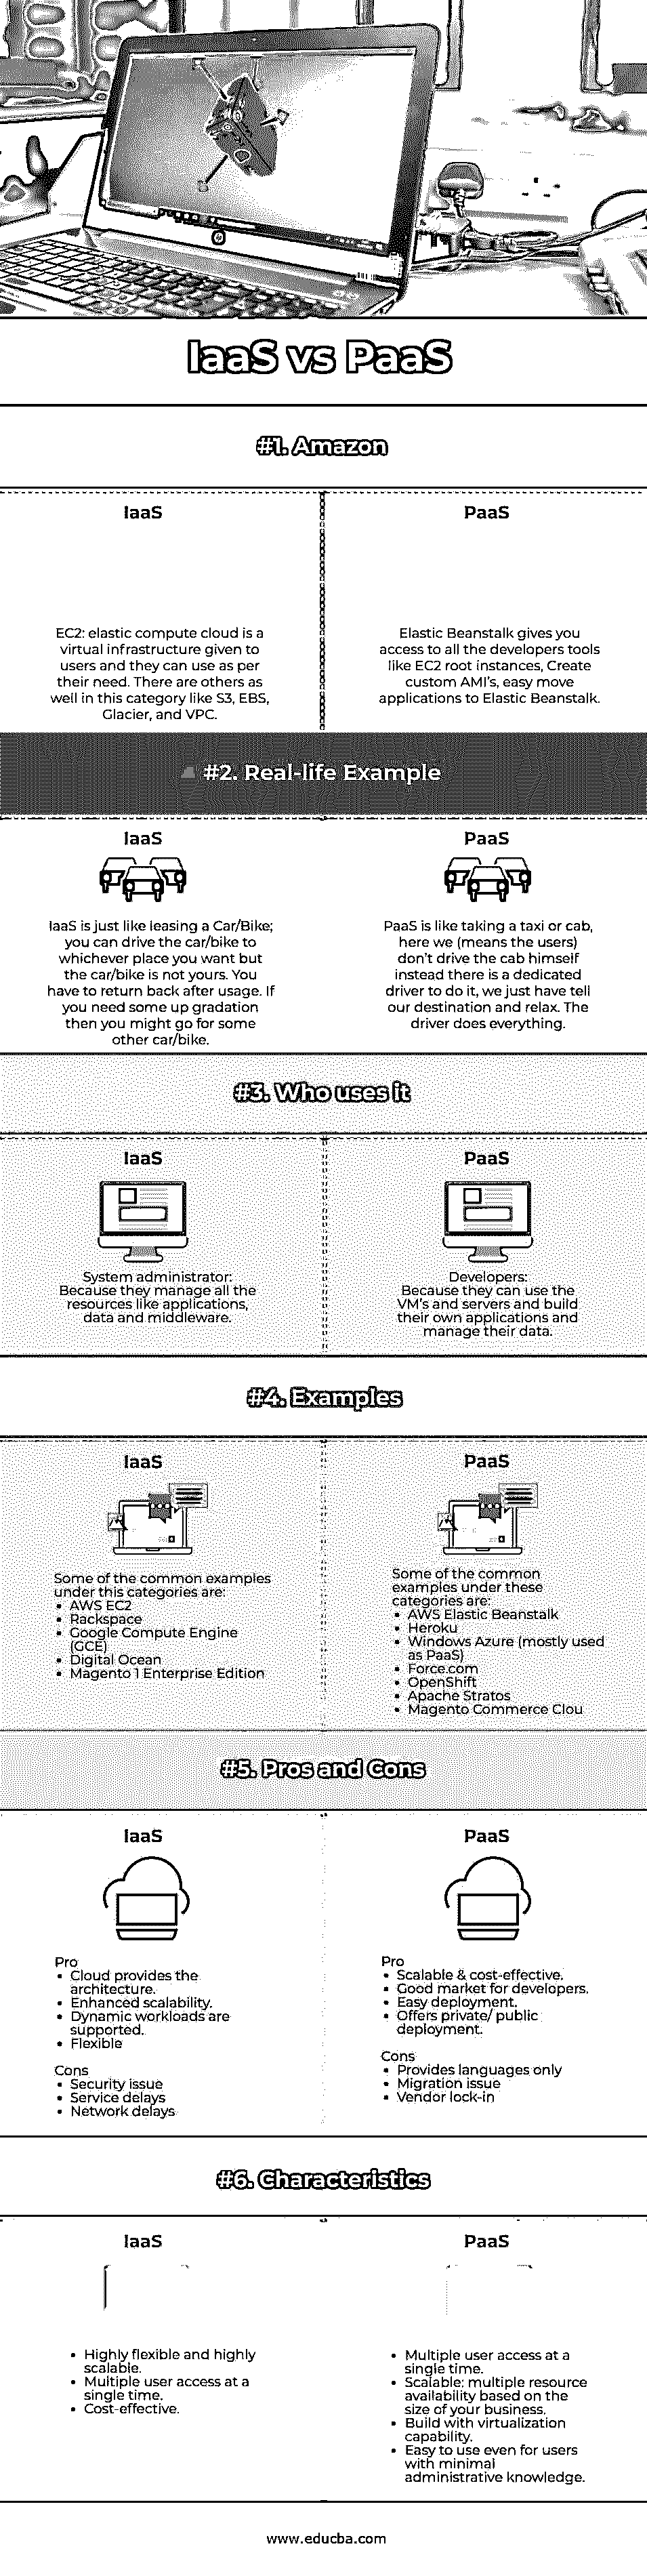 IaaS vs PaaS
#1. Amazon
IaaS
EC2: elastic compute cloud is a
virtual infrastructure given to
users and they can use as per
their need. There are others as
well in this category like S3, EBS,
Glacier, and VPC.
PaaS
Elastic Beanstalk gives you
access to all the developers tools
like EC2 root instances, Create
custom AMI's, easy move
applications to Elastic Beanstalk.
#2. Real-life Example
IaaS
IaaS is just like leasing a Car/Bike;
you can drive the car/bike to
whichever place you want but
the car/bike is not yours. You
have to return back after usage. If
you need some up gradation
then you might go for some
other car/bike.
PaaS
PaaS is like taking a taxi or cab,
here we (means the users)
don't drive the cab himself
instead there is a dedicated
driver to do it, we just have tell
our destination and relax. The
driver does everything.
#3. Who uses it
IaaS
System administrator:
Because they manage all the
resources like applications,
data and middleware.
PaaS
Developers:
Because they can use the
VM's and servers and build
their own applications and
manage their data.
#4. Examples
IaaS
Some of the common examples
under this categories are:
• AWS EC2
• Rackspace
• Google Compute Engine
(GCE)
• Digital Ocean
• Magento 1 Enterprise Edition
PaaS
Some of the common
examples under these
categories are:
• AWS Elastic Beanstalk
• Heroku
• Windows Azure (mostly used
as PaaS)
• Force.com
• OpenShift
• Apache Stratos
• Magento Commerce Clou
#5. Pros and Cons
IaaS
Pro
• Cloud provides the
architecture.
• Enhanced scalability.
• Dynamic workloads are
supported.
• Flexible
Cons
• Security issue
• Service delays
• Network delays
PaaS
Pro
• Scalable & cost-effective.
• Good market for developers.
• Easy deployment.
• Offers private/ public
deployment.
Cons
• Provides languages only
• Migration issue
• Vendor lock-in
#6. Characteristics
IaaS
• Highly flexible and highly
scalable.
• Multiple user access at a
single time.
• Cost-effective.
PaaS
• Multiple user access at a
single time.
• Scalable: multiple resource
availability based on the
size of your business.
• Build with virtualization
capability.
• Easy to use even for users
with minimal
administrative knowledge.
www.educba.com